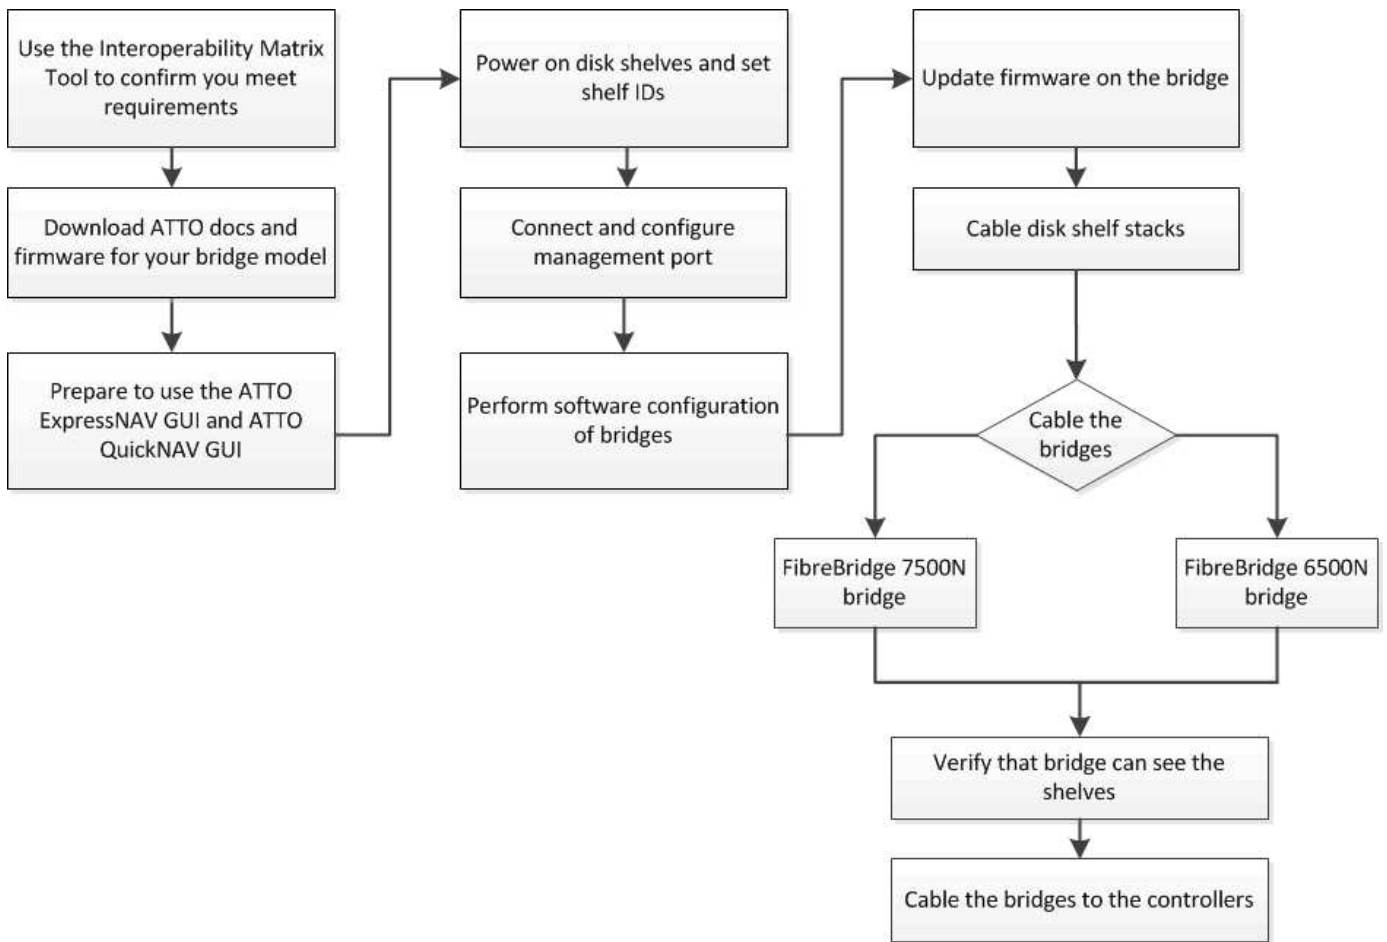 Use the Interoperability Matrix
Tool to confirm you meet
requirements
Download ATTO docs and
firmware for your bridge model
Prepare to use the ATTO
ExpressNAV GUI and ATTO
QuickNAV GUI
Power on disk shelves and set
shelf IDs
Connect and configure
management port
Perform software configuration
of bridges
Update firmware on the bridge
Cable disk shelf stacks
Cable the
bridges
FibreBridge 7500N
bridge
FibreBridge 6500N
bridge
Verify that bridge can see the
shelves
Cable the bridges to the controllers